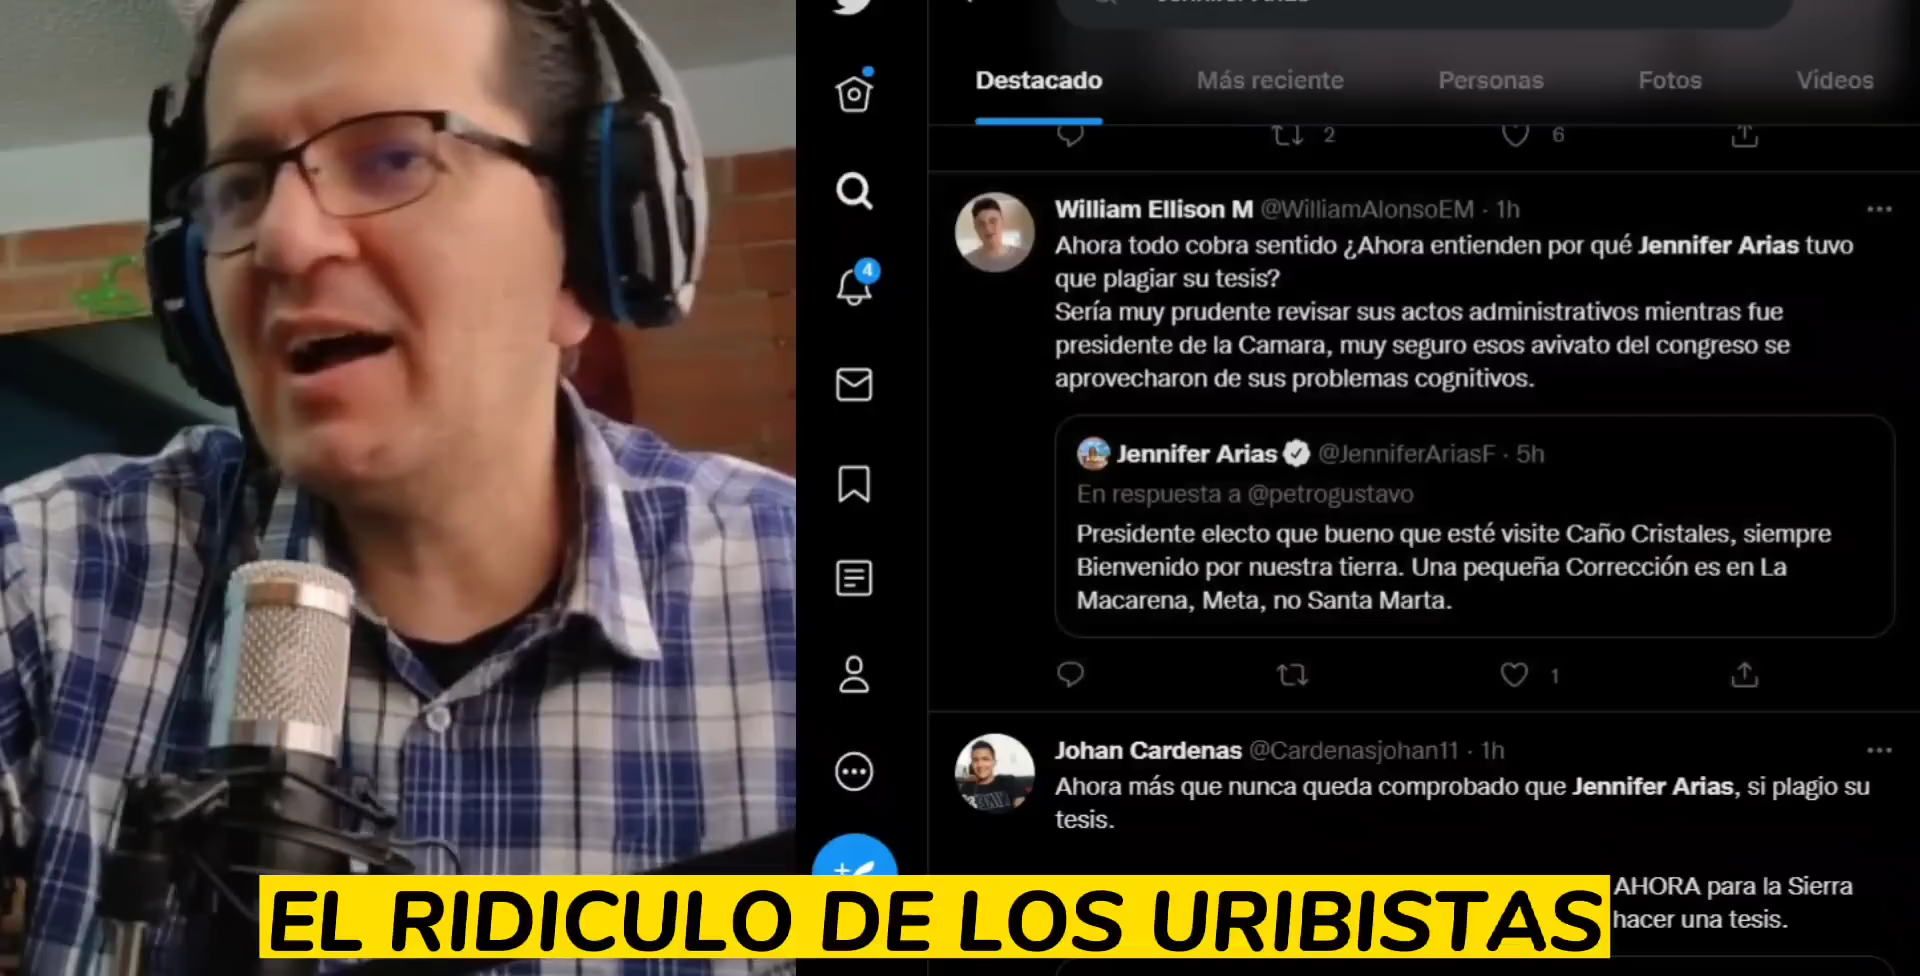 Destacado
Más reciente
Personas
Fotos
Videos
2
6
William Ellison M @WilliamAlonsoEM · 1h
Ahora todo cobra sentido ¿Ahora entienden por qué Jennifer Arias tuvo
que plagiar su tesis?
Sería muy prudente revisar sus actos administrativos mientras fue
presidente de la Camara, muy seguro esos avivato del congreso se
aprovecharon de sus problemas cognitivos.
4
Jennifer Arias @JenniferAriasF · 5h
En respuesta a @petrogustavo
Presidente electo que bueno que esté visite Caño Cristales, siempre
Bienvenido por nuestra tierra. Una pequeña Corrección es en La
Macarena, Meta, no Santa Marta.
1
Johan Cardenas @Cardenasjohan11 · 1h
Ahora más que nunca queda comprobado que Jennifer Arias, si plagio su
tesis.
AHORA para la Sierra
hacer una tesis.
EL RIDICULO DE LOS URIBISTAS